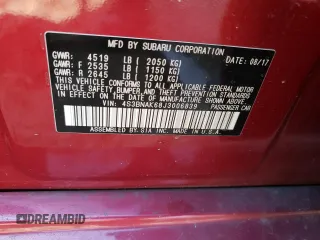 MFD BY SUBARU CORPORATION DATE: 08/17
GVWR: 4519 LB ( 2050 KG)
GAWR: F 2535 LB ( 1150 KG)
GAWR: R 2645 LB ( 1200 KG)
THIS VEHICLE CONFORMS TO ALL APPLICABLE FEDERAL MOTOR
VEHICLE SAFETY, BUMPER AND THEFT PREVENTION STANDARDS
IN EFFECT ON THE DATE OF MANUFACTURE SHOWN ABOVE.
VIN: 4S3BNAK68J3006839 PASSENGER CAR
ASSEMBLED BY SIA, INC. MADE IN U.S.A.
DREAMBID